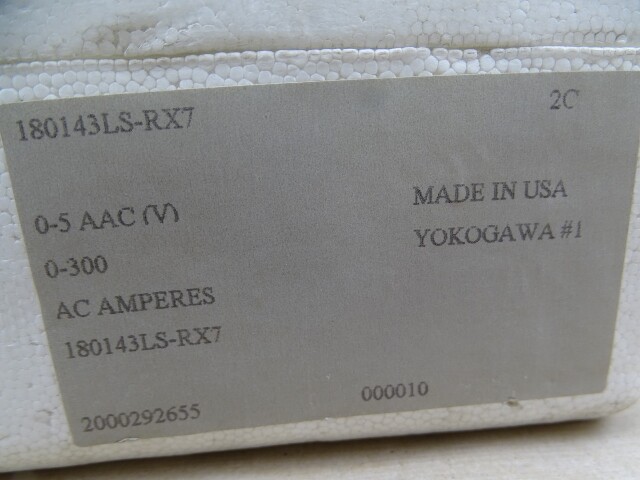 180143LS-RX7 2C
0-5 AAC (V) MADE IN USA
0-300 YOKOGAWA #1
AC AMPERES
180143LS-RX7
2000292655 000010